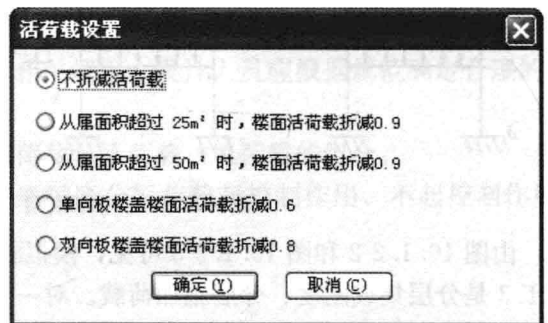 活荷载设置
不折减活荷载
从属面积超过 25m² 时，楼面活荷载折减0.9
从属面积超过 50m² 时，楼面活荷载折减0.9
单向板楼盖楼面活荷载折减0.6
双向板楼盖楼面活荷载折减0.8
确定(Y) 取消(C)